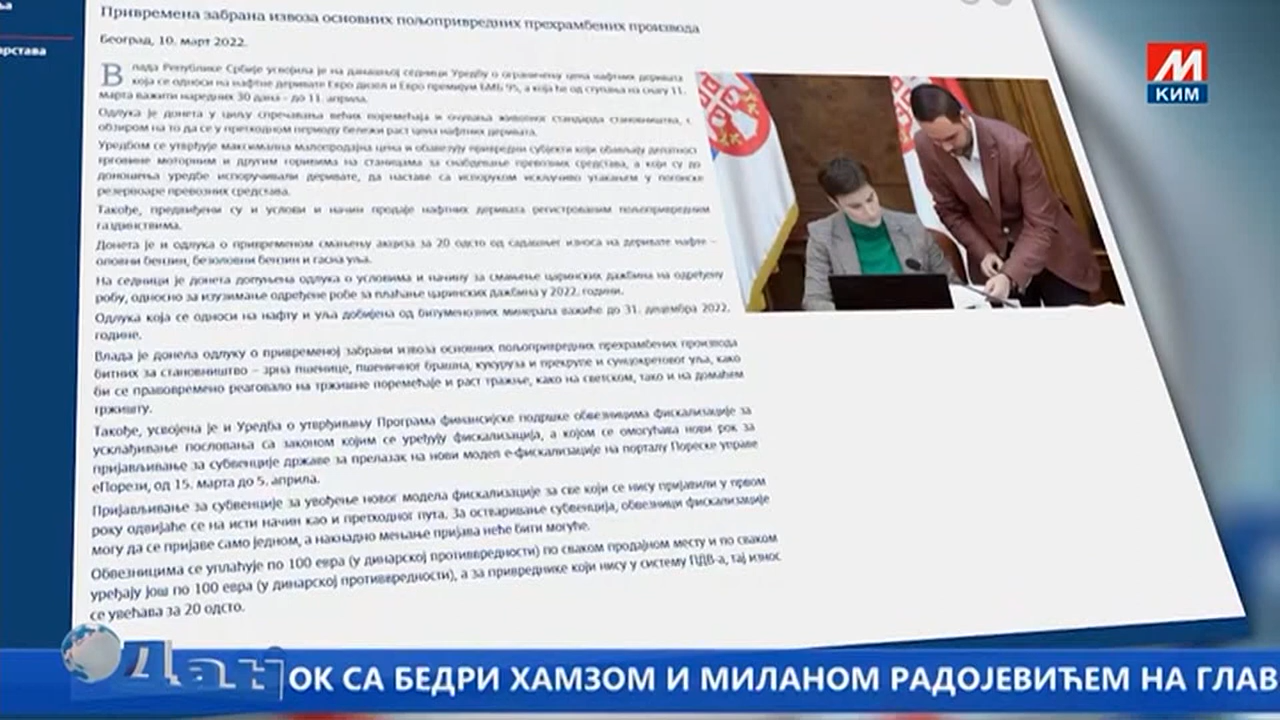 ња
арстава
Привремена забрана извоза основних пољопривредних прехрамбених производа
Београд, 10. март 2022.
Влада Републике Србије усвојила је на данашњој седници Уредбу о ограничењу цена нафтних деривата
која се односи на нафтне деривате Евро дизел и Евро премијум БМБ 95, а која ће од ступања на снагу 11.
марта важити наредних 30 дана – до 11. априла.
Одлука је донета у циљу спречавања већих поремећаја и очувања животног стандарда становништва, с
обзиром на то да се у претходном периоду бележи раст цена нафтних деривата.
Уредбом се утврђује максимална малопродајна цена и обавезују привредни субјекти који обављају делатност
трговине моторним и другим горивима на станицама за снабдевање превозних средстава, а који су до
доношења уредбе испоручивали деривате, да наставе са испоруком искључиво утакањем у погонске
резервоаре превозних средстава.
Такође, предвиђени су и услови и начин продаје нафтних деривата регистрованим пољопривредним
газдинствима.
Донета је и одлука о привременом смањењу акциза за 20 одсто од садашњег износа на деривате нафте –
оловни бензин, безоловни бензин и гасна уља.
На седници је донета допуњена одлука о условима и начину за смањење царинских дажбина на одређену
робу, односно за изузимање одређене робе за плаћање царинских дажбина у 2022. години.
Одлука која се односи на нафту и уља добијена од битуменозних минерала важиће до 31. децембра 2022.
године.
Влада је донела одлуку о привременој забрани извоза основних пољопривредних прехрамбених производа
битних за становништво – зрна пшенице, пшеничног брашна, кукуруза и прекрупе и сунцокретовог уља, како
би се правовремено реаговало на тржишне поремећаје и раст тражње, како на светском, тако и на домаћем
тржишту.
Такође, усвојена је и Уредба о утврђивању Програма финансијске подршке обвезницима фискализације за
усклађивање пословања са законом којим се уређују фискализација, а којом се омогућава нови рок за
пријављивање за субвенције државе за прелазак на нови модел е-фискализације на порталу Пореске управе
еПорези, од 15. марта до 5. априла.
Пријављивање за субвенције за увођење новог модела фискализације за све који се нису пријавили у првом
року одвијаће се на исти начин као и претходног пута. За остваривање субвенција, обвезници фискализације
могу да се пријаве само једном, а накнадно мењање пријава неће бити могуће.
Обвезницима се уплаћује по 100 евра (у динарској противвредности) по сваком продајном месту и по сваком
уређају још по 100 евра (у динарској противвредности), а за привреднике који нису у систему ПДВ-а, тај износ
се увећава за 20 одсто.
М
КИМ
Дан
ОК СА БЕДРИ ХАМЗОМ И МИЛАНОМ РАДОЈЕВИЋЕМ НА ГЛАВ